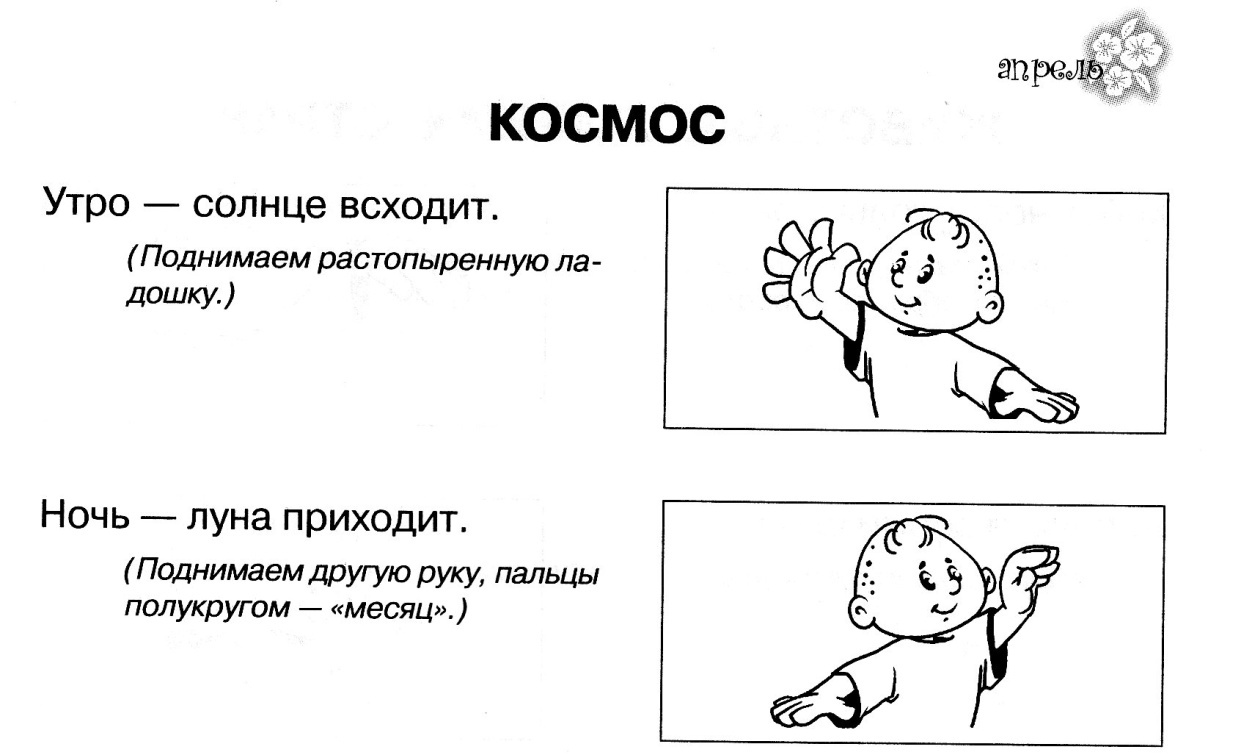 апрель
КОСМОС
Утро — солнце всходит.
(Поднимаем растопыренную ла-
дошку.)
Ночь — луна приходит.
(Поднимаем другую руку, пальцы
полукругом — «месяц».)